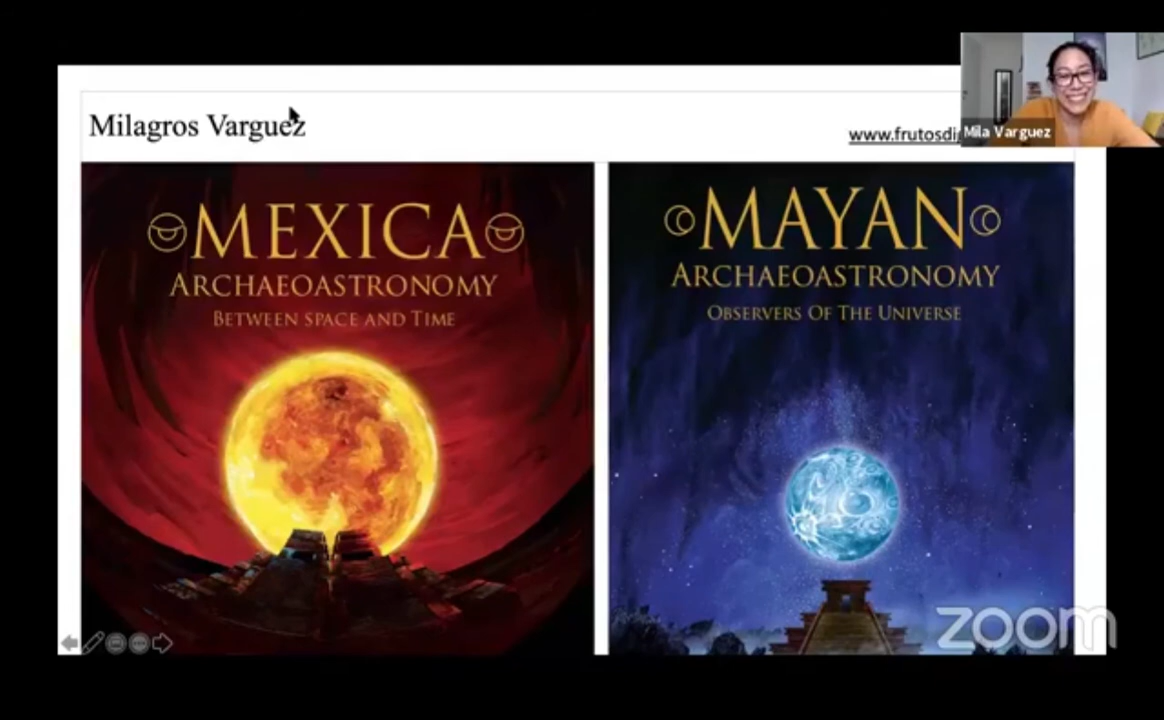 Milagros Varguez
www.frutosdi
Mila Varguez
MEXICA
ARCHAEOASTRONOMY
BETWEEN SPACE AND TIME
MAYAN
ARCHAEOASTRONOMY
OBSERVERS OF THE UNIVERSE
zoom